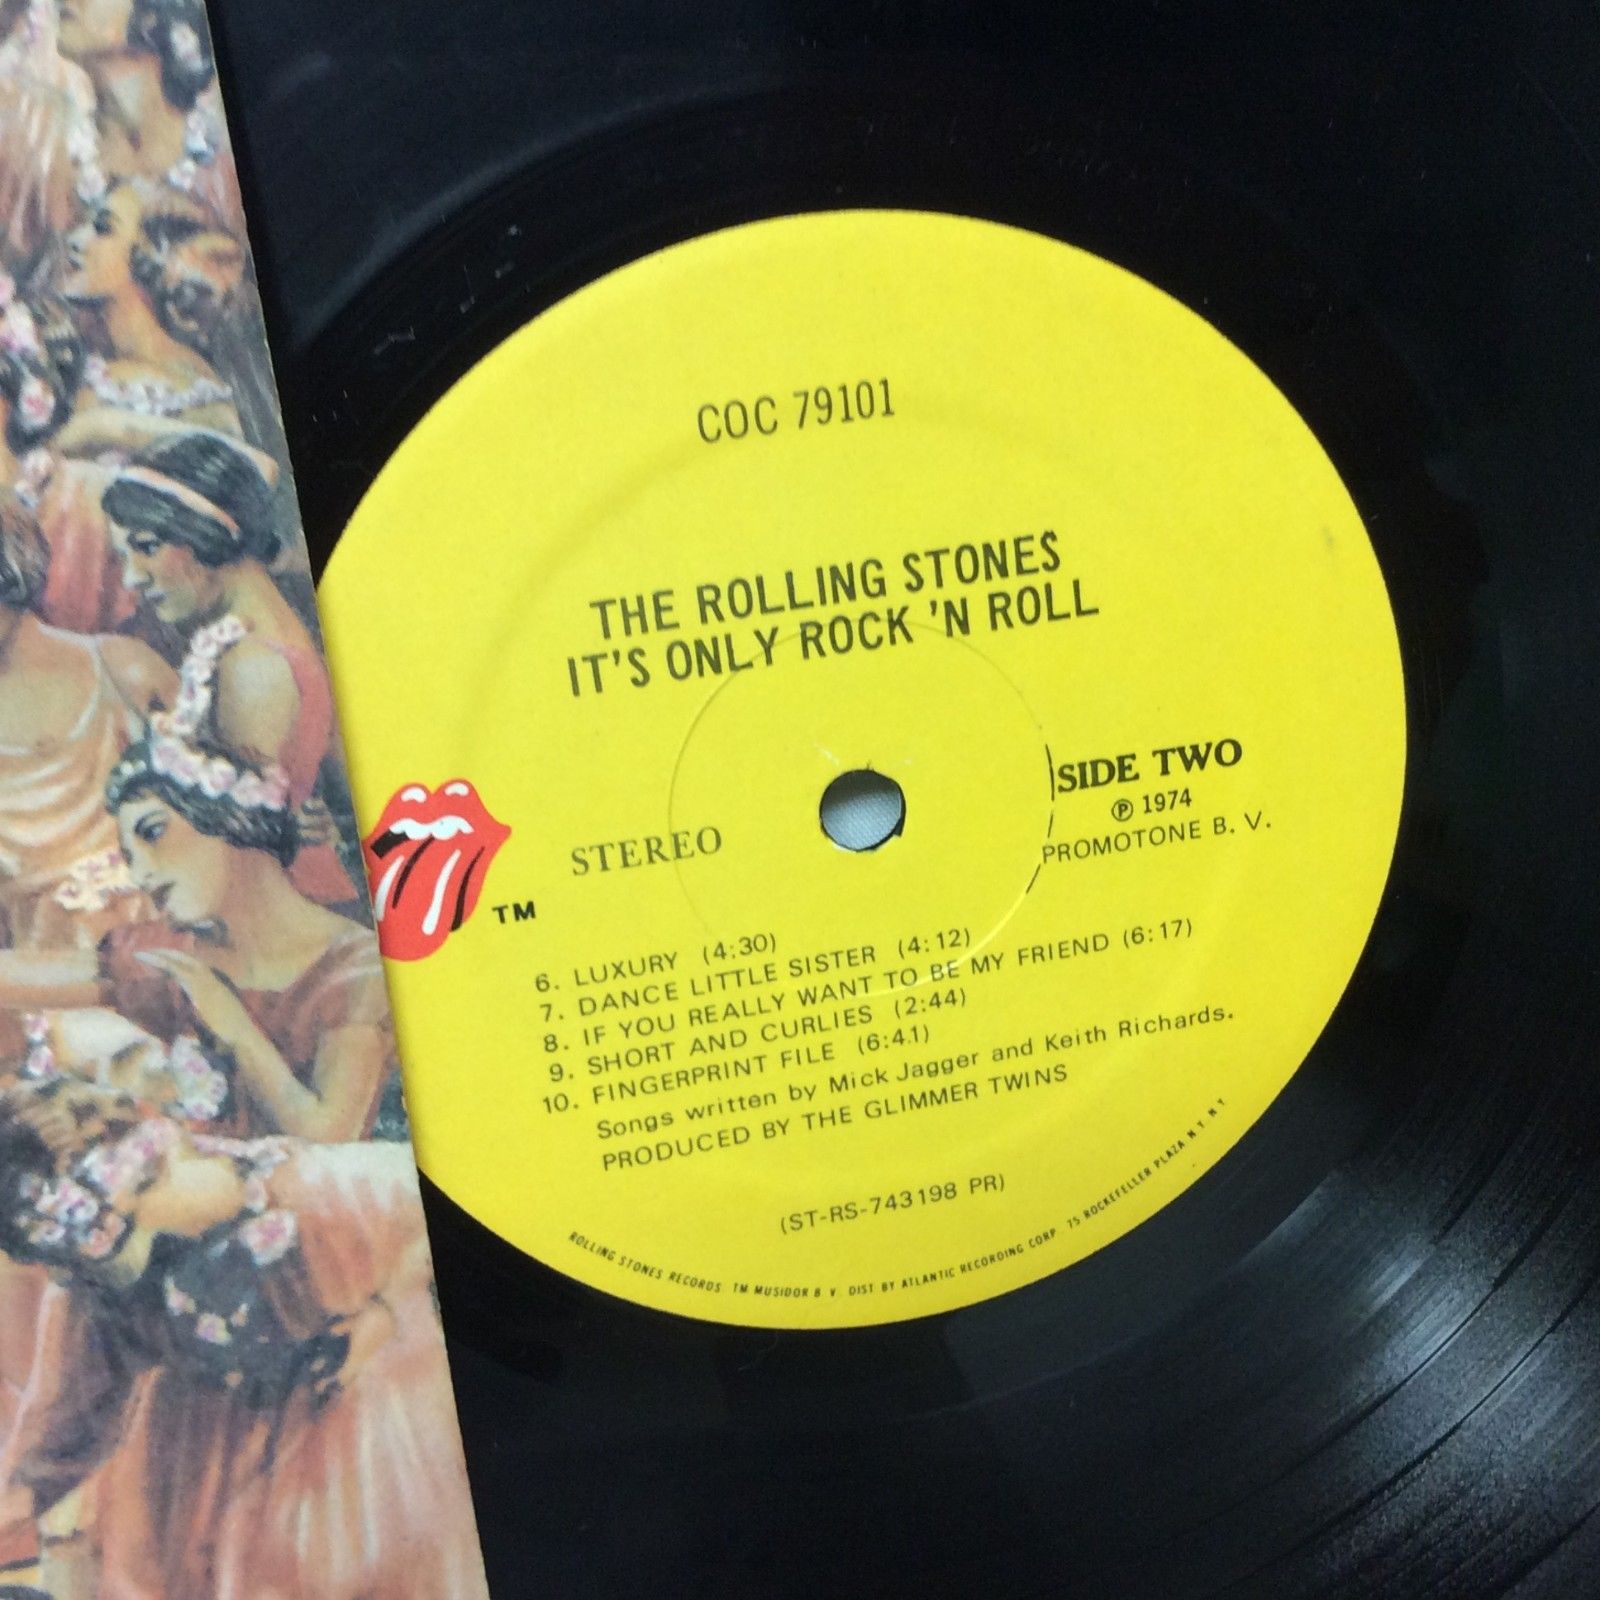 COC 79101
THE ROLLING STONES
IT'S ONLY ROCK 'N ROLL
SIDE TWO
℗ 1974
PROMOTONE B. V.
STEREO
TM
6. LUXURY (4:30)
7. DANCE LITTLE SISTER (4:12)
8. IF YOU REALLY WANT TO BE MY FRIEND (6:17)
9. SHORT AND CURLIES (2:44)
10. FINGERPRINT FILE (6:41)
Songs written by Mick Jagger and Keith Richards.
PRODUCED BY THE GLIMMER TWINS
(ST-RS-743198 PR)
ROLLING STONES RECORDS. TM MUSIDOR B. V. DIST BY ATLANTIC RECORDING CORP. 75 ROCKEFELLER PLAZA N.Y. N.Y.